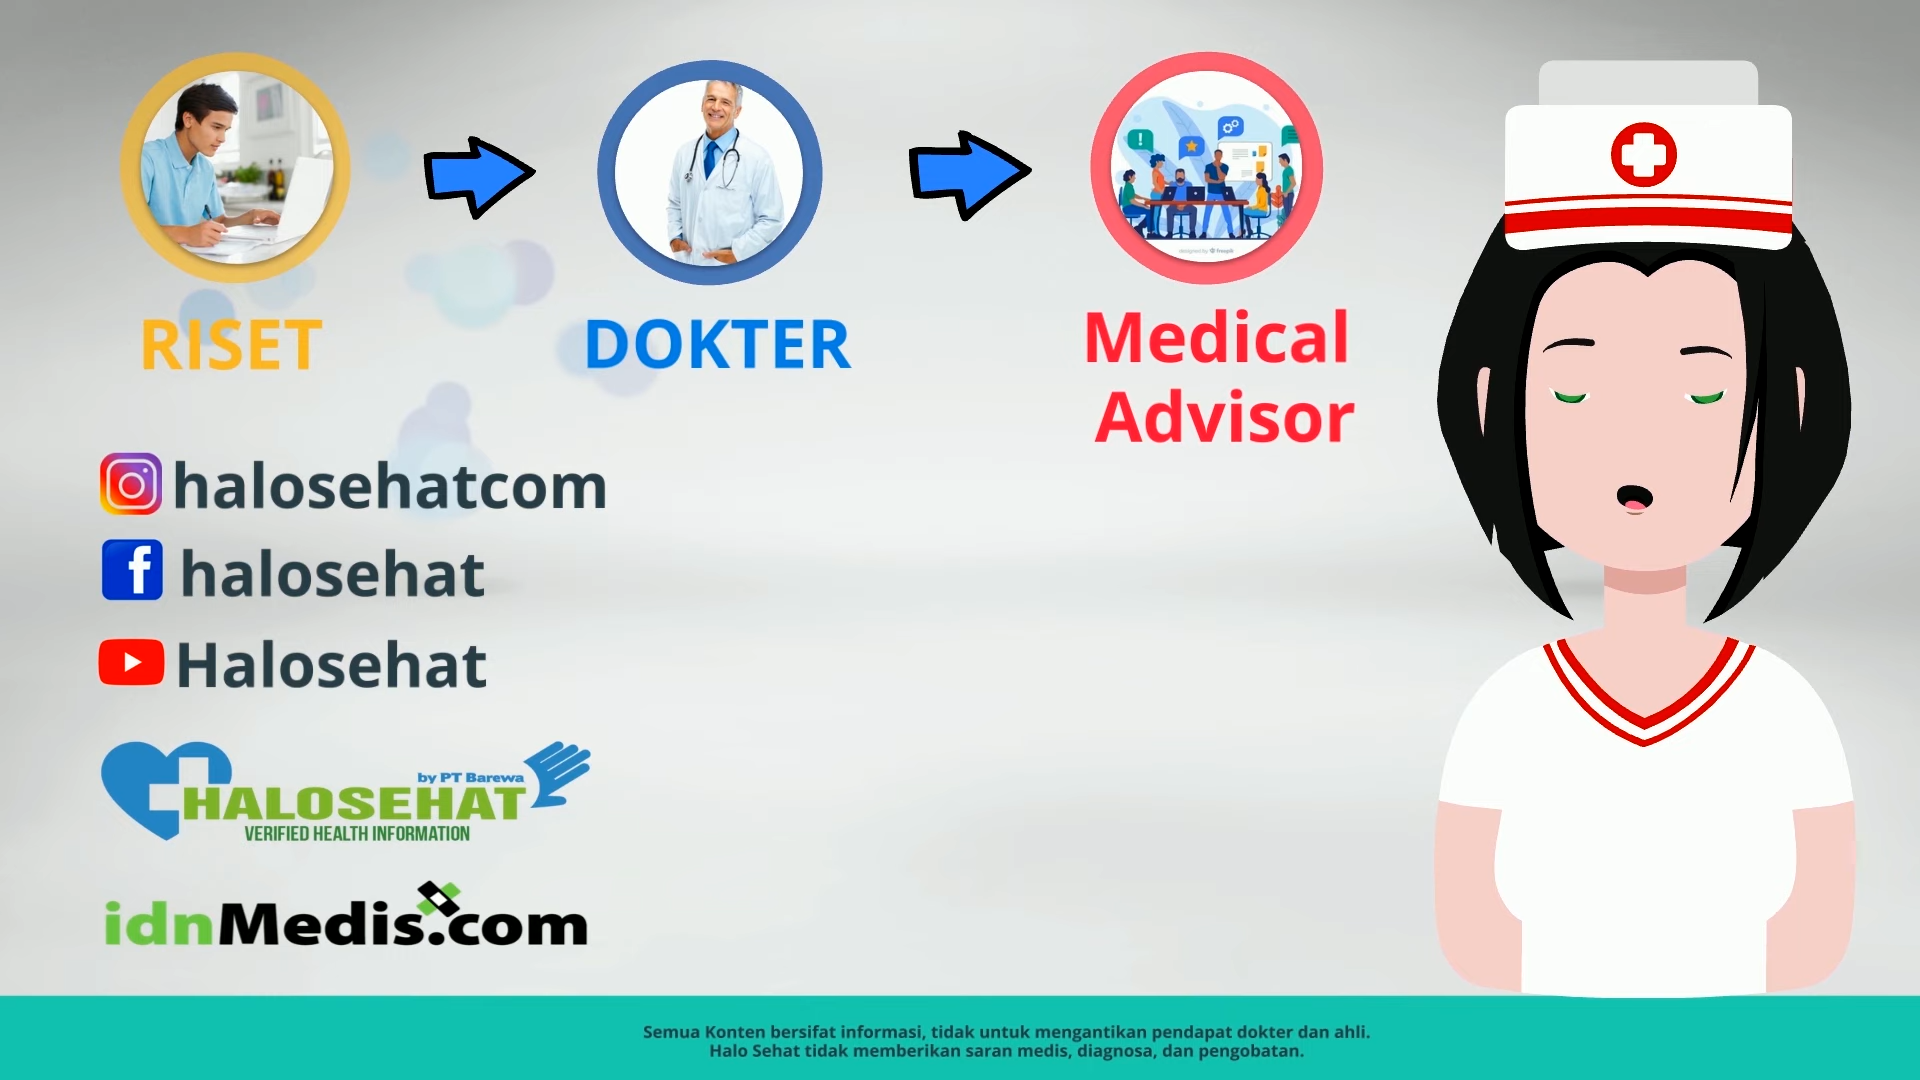 RISET
DOKTER
Medical
Advisor
halosehatcom
halosehat
Halosehat
by PT Barewa
HALOSEHAT
VERIFIED HEALTH INFORMATION
idnMedis.com
Semua Konten bersifat informasi, tidak untuk mengantikan pendapat dokter dan ahli.
Halo Sehat tidak memberikan saran medis, diagnosa, dan pengobatan.